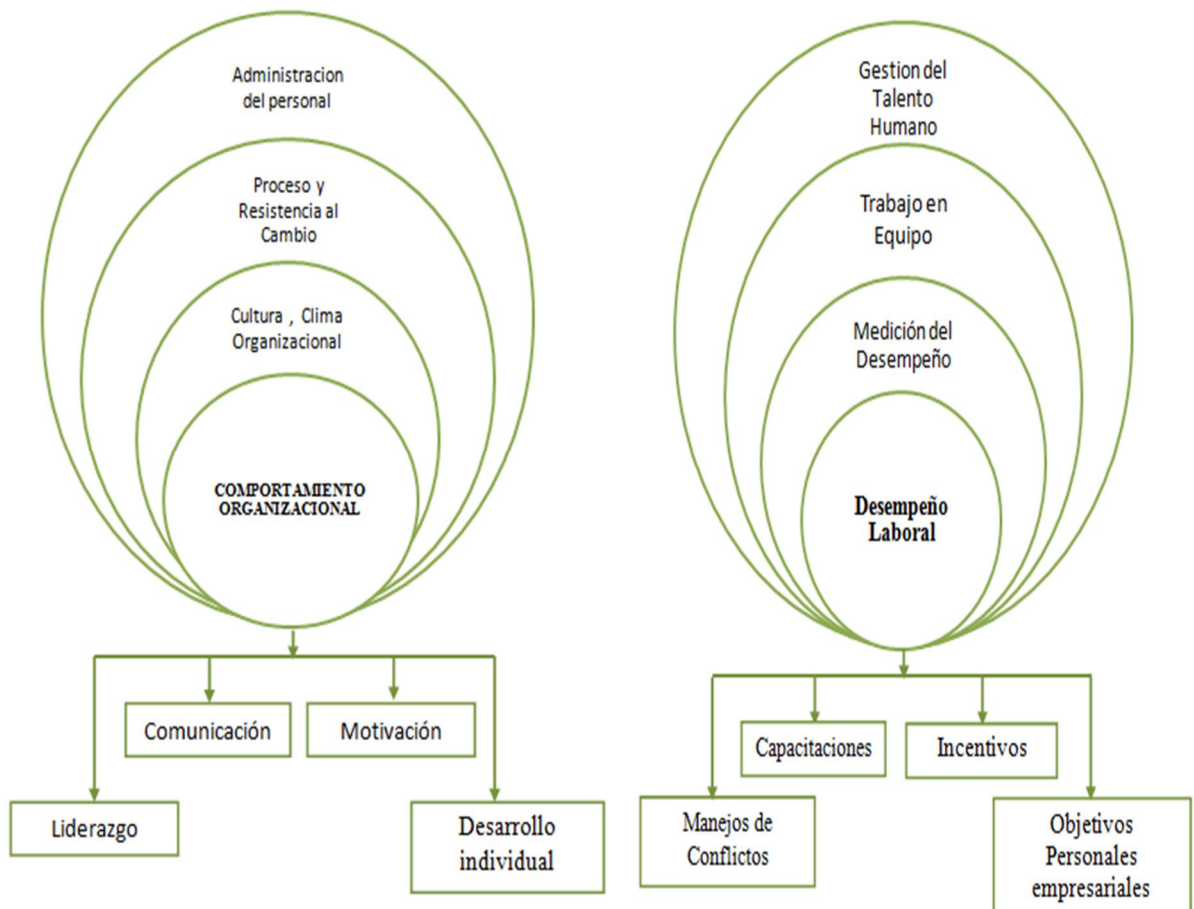 Administracion
del personal
Proceso y
Resistencia al
Cambio
Cultura , Clima
Organizacional
COMPORTAMIENTO
ORGANIZACIONAL
Comunicación
Motivación
Liderazgo
Desarrollo
individual
Gestion del
Talento
Humano
Trabajo en
Equipo
Medición del
Desempeño
Desempeño
Laboral
Capacitaciones
Incentivos
Manejos de
Conflictos
Objetivos
Personales
empresariales